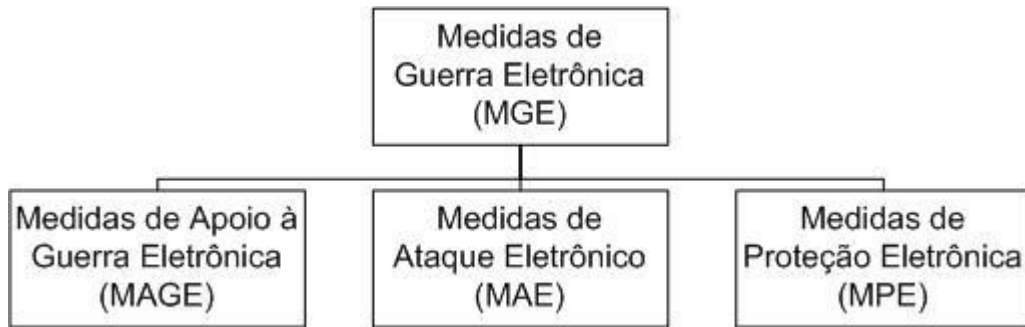 Medidas de
Guerra Eletrônica
(MGE)
Medidas de Apoio à
Guerra Eletrônica
(MAGE)
Medidas de
Ataque Eletrônico
(MAE)
Medidas de
Proteção Eletrônica
(MPE)